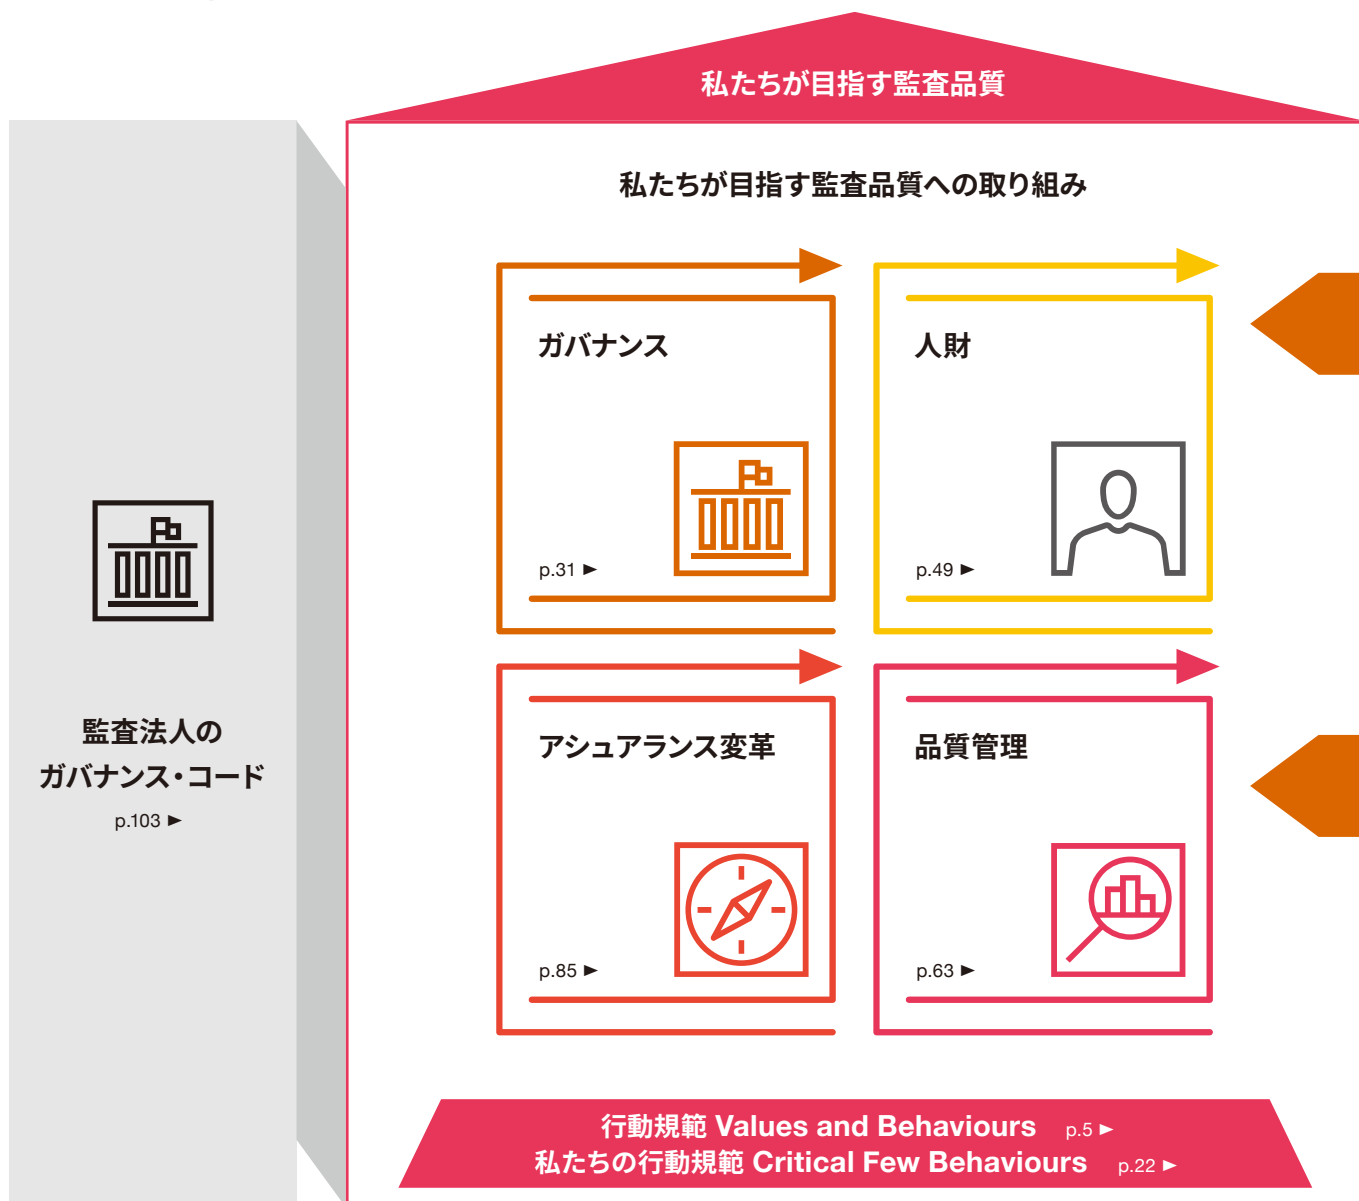 私たちが目指す監査品質
私たちが目指す監査品質への取り組み
ガバナンス
p.31 ►
人財
p.49 ►
アシュアランス変革
p.85 ►
品質管理
p.63 ►
監査法人の
ガバナンス・コード
p.103 ►
行動規範 Values and Behaviours p.5 ►
私たちの行動規範 Critical Few Behaviours p.22 ►